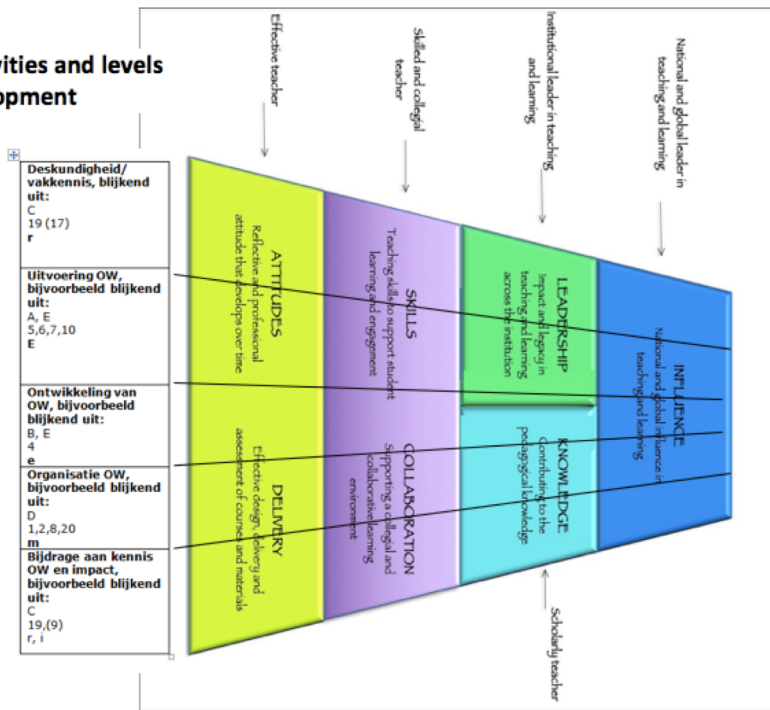 vities and levels
opment
Deskundigheid/
vakkennis, blijkend
uit:
C
19 (17)
r
Uitvoering OW,
bijvoorbeeld blijkend
uit:
A, E
5,6,7,10
E
Ontwikkeling van
OW, bijvoorbeeld
blijkend uit:
B, E
4
e
Organisatie OW,
bijvoorbeeld blijkend
uit:
D
1,2,8,20
m
Bijdrage aan kennis
OW en impact,
bijvoorbeeld blijkend
uit:
C
19,(9)
r, i
Effective teacher
Skilled and collegial
teacher
Institutional leader in teaching
and learning
National and global leader in
teaching and learning
ATTITUDES
Reflective and professional
attitude that develops over time
DELIVERY
Effective design, delivery and
assessment of courses and materials
SKILLS
Teaching skills to support student
learning and engagement
COLLABORATION
Supporting a collegial and
collaborative learning
environment
LEADERSHIP
Impact and legacy in
teaching and learning
across the institution
KNOWLEDGE
Contributing to the
pedagogical knowledge
INFLUENCE
National and global influence in
teaching and learning
Scholarly teacher